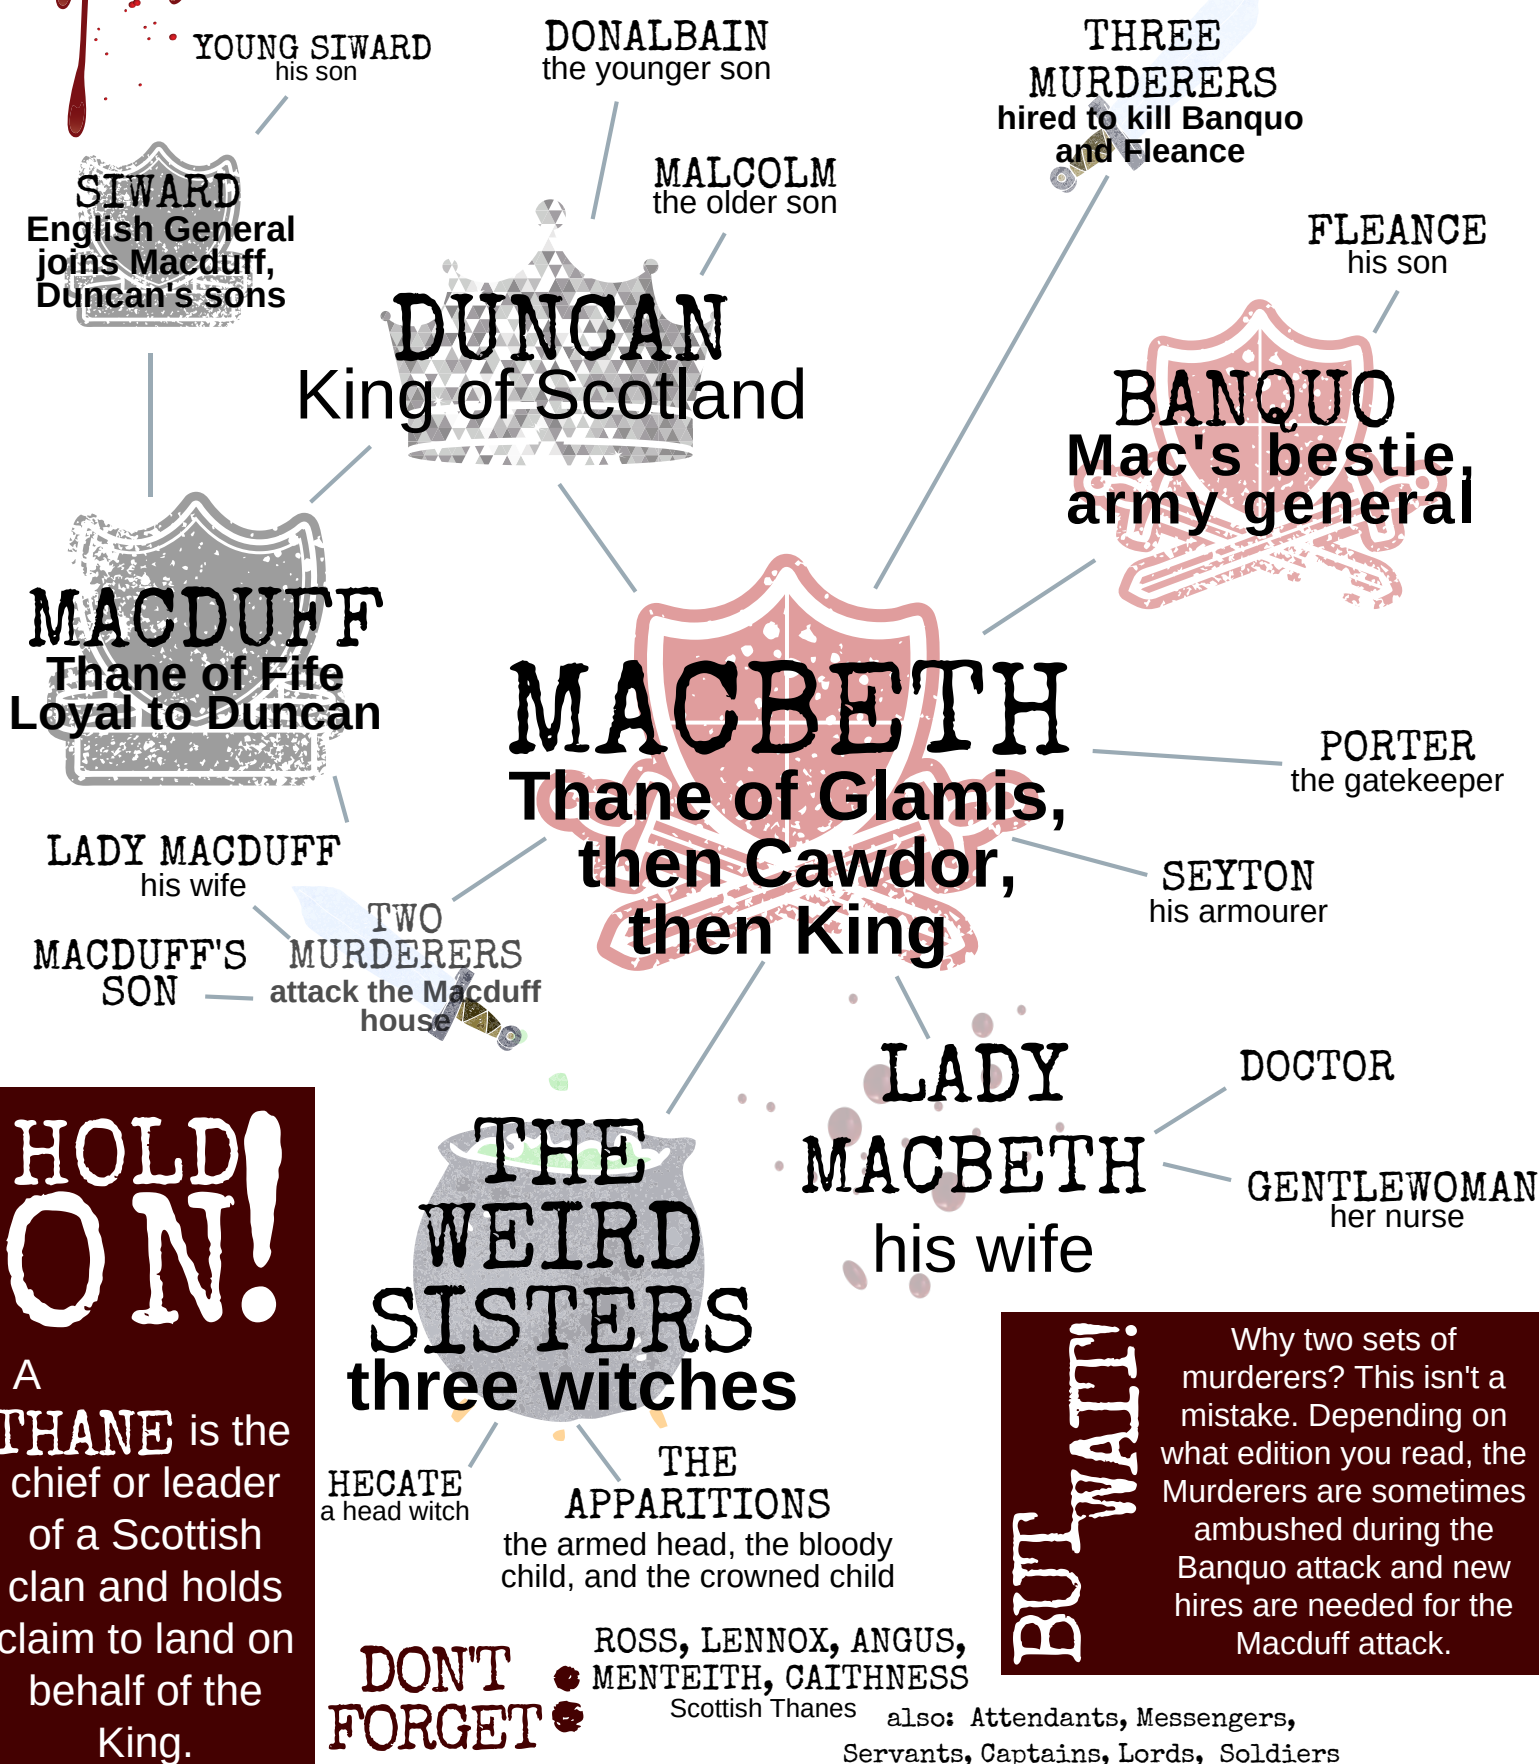 YOUNG SIWARD
his son
DONALBAIN
the younger son
THREE
MURDERERS
hired to kill Banquo
and Fleance
SIWARD
English General
joins Macduff,
Duncan's sons
MALCOLM
the older son
FLEANCE
his son
DUNCAN
King of Scotland
BANQUO
Mac's bestie,
army general
MACDUFF
Thane of Fife
Loyal to Duncan
MACBETH
Thane of Glamis,
then Cawdor,
then King
PORTER
the gatekeeper
SEYTON
his armourer
LADY MACDUFF
his wife
MACDUFF'S
SON
TWO
MURDERERS
attack the Macduff
house
LADY
MACBETH
his wife
DOCTOR
GENTLEWOMAN
her nurse
THE
WEIRD
SISTERS
three witches
HECATE
a head witch
THE
APPARITIONS
the armed head, the bloody
child, and the crowned child
HOLD
ON!
A
THANE is the
chief or leader
of a Scottish
clan and holds
claim to land on
behalf of the
King.
BUT WAIT!
Why two sets of
murderers? This isn't a
mistake. Depending on
what edition you read, the
Murderers are sometimes
ambushed during the
Banquo attack and new
hires are needed for the
Macduff attack.
DON'T
FORGET:
ROSS, LENNOX, ANGUS,
MENTEITH, CAITHNESS
Scottish Thanes
also: Attendants, Messengers,
Servants, Captains, Lords, Soldiers